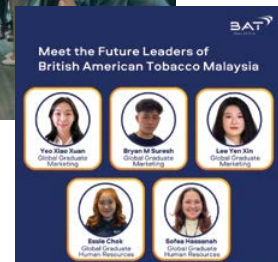 BAT
Meet the Future Leaders of
British American Tobacco Malaysia
Yeo Xiao Xuan
Global Graduate
Marketing
Bryan M Suresh
Global Graduate
Marketing
Lee Yen Xin
Global Graduate
Marketing
Essie Chok
Global Graduate
Human Resources
Sofea Hassanah
Global Graduate
Human Resources